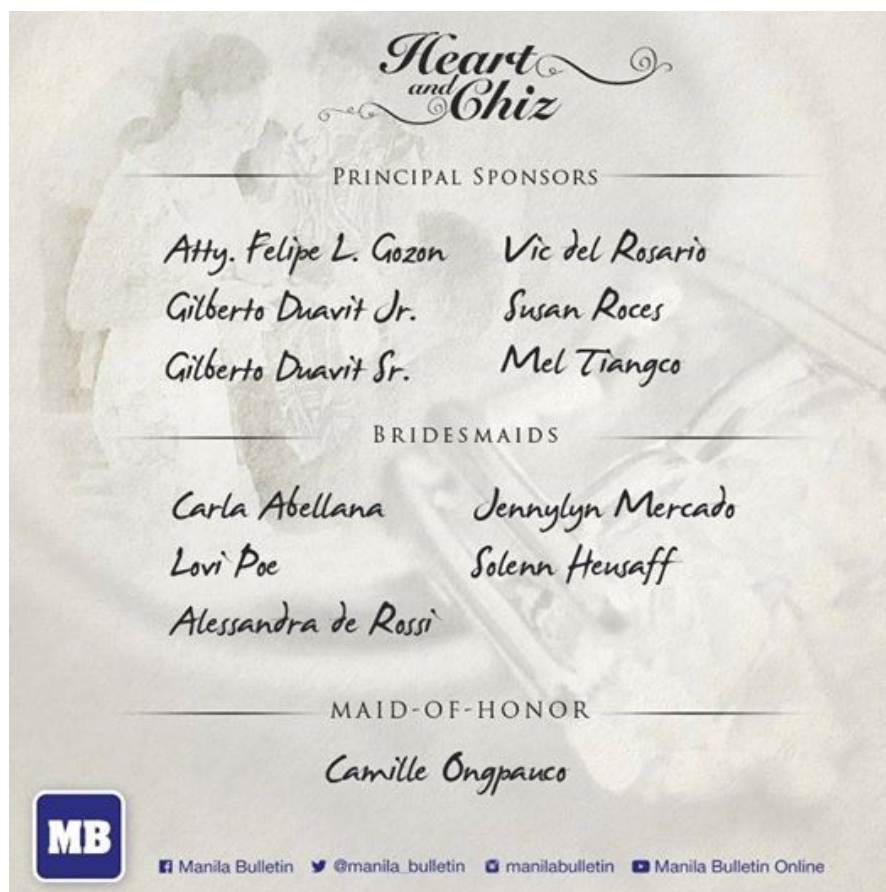 Heart
and
Chiz
PRINCIPAL SPONSORS
Atty. Felipe L. Gozon
Gilberto Duavit Jr.
Gilberto Duavit Sr.
Vic del Rosario
Susan Roces
Mel Tiangco
BRIDESMAIDS
Carla Abellana
Lovi Poe
Alessandra de Rossi
Jennylyn Mercado
Solenn Heusaff
MAID-OF-HONOR
Camille Ongpauco
MB
Manila Bulletin @manila_bulletin manilabulletin Manila Bulletin Online